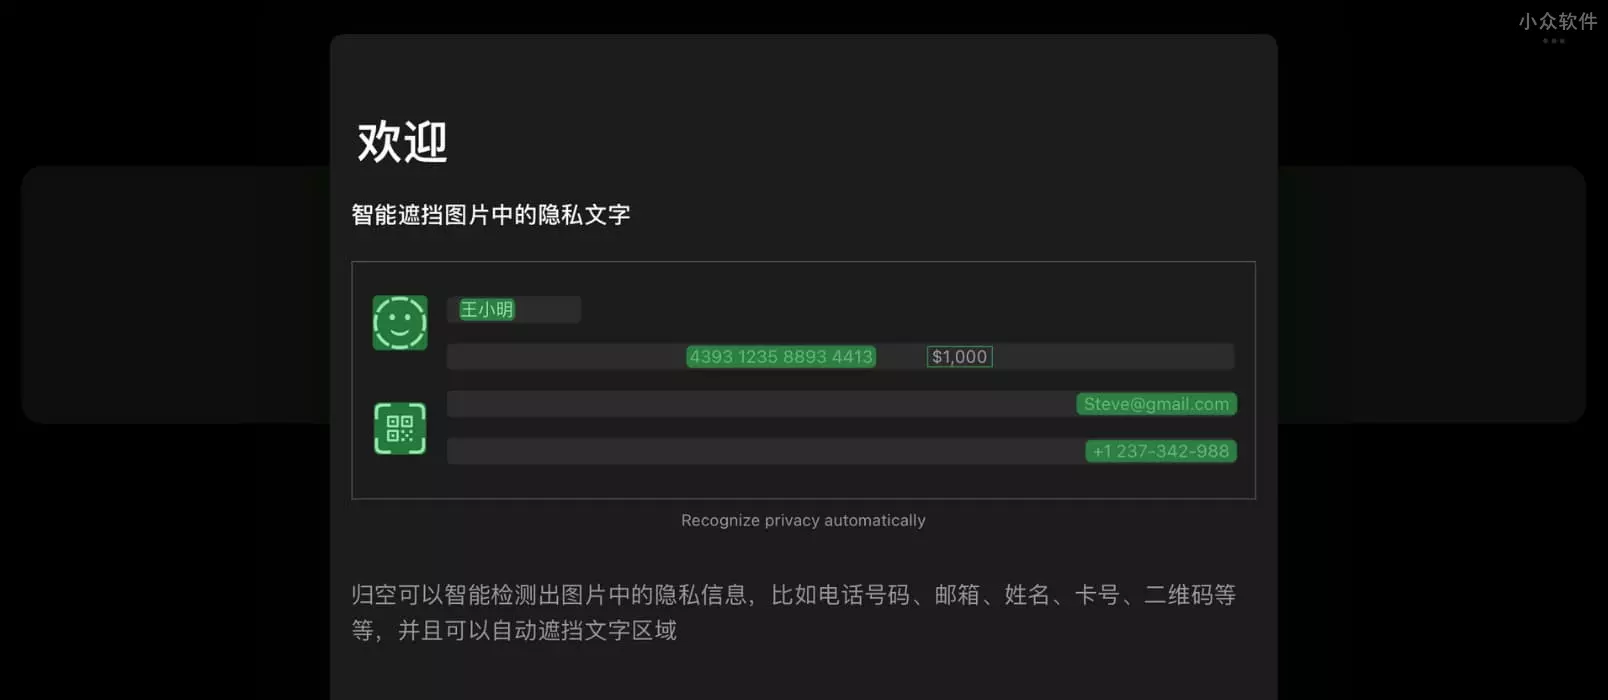 小众软件
欢迎
智能遮挡图片中的隐私文字
王小明
4393 1235 8893 4413 $1,000
Steve@gmail.com
+1 237-342-988
Recognize privacy automatically
归空可以智能检测出图片中的隐私信息，比如电话号码、邮箱、姓名、卡号、二维码等
等，并且可以自动遮挡文字区域